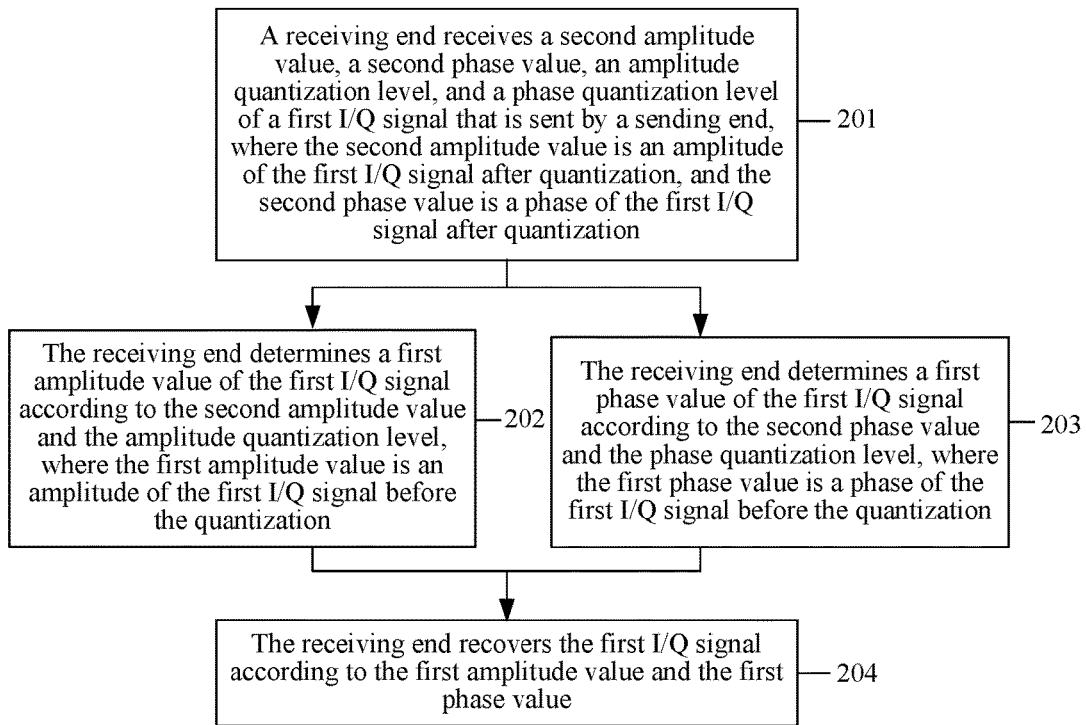 A receiving end receives a second amplitude
value, a second phase value, an amplitude
quantization level, and a phase quantization level
of a first I/Q signal that is sent by a sending end,
where the second amplitude value is an amplitude
of the first I/Q signal after quantization, and the
second phase value is a phase of the first I/Q
signal after quantization
201
The receiving end determines a first
amplitude value of the first I/Q signal
according to the second amplitude value
and the amplitude quantization level,
where the first amplitude value is an
amplitude of the first I/Q signal before
the quantization
202
The receiving end determines a first
phase value of the first I/Q signal
according to the second phase value
and the phase quantization level, where
the first phase value is a phase of the
first I/Q signal before the quantization
203
The receiving end recovers the first I/Q signal
according to the first amplitude value and the first
phase value
204